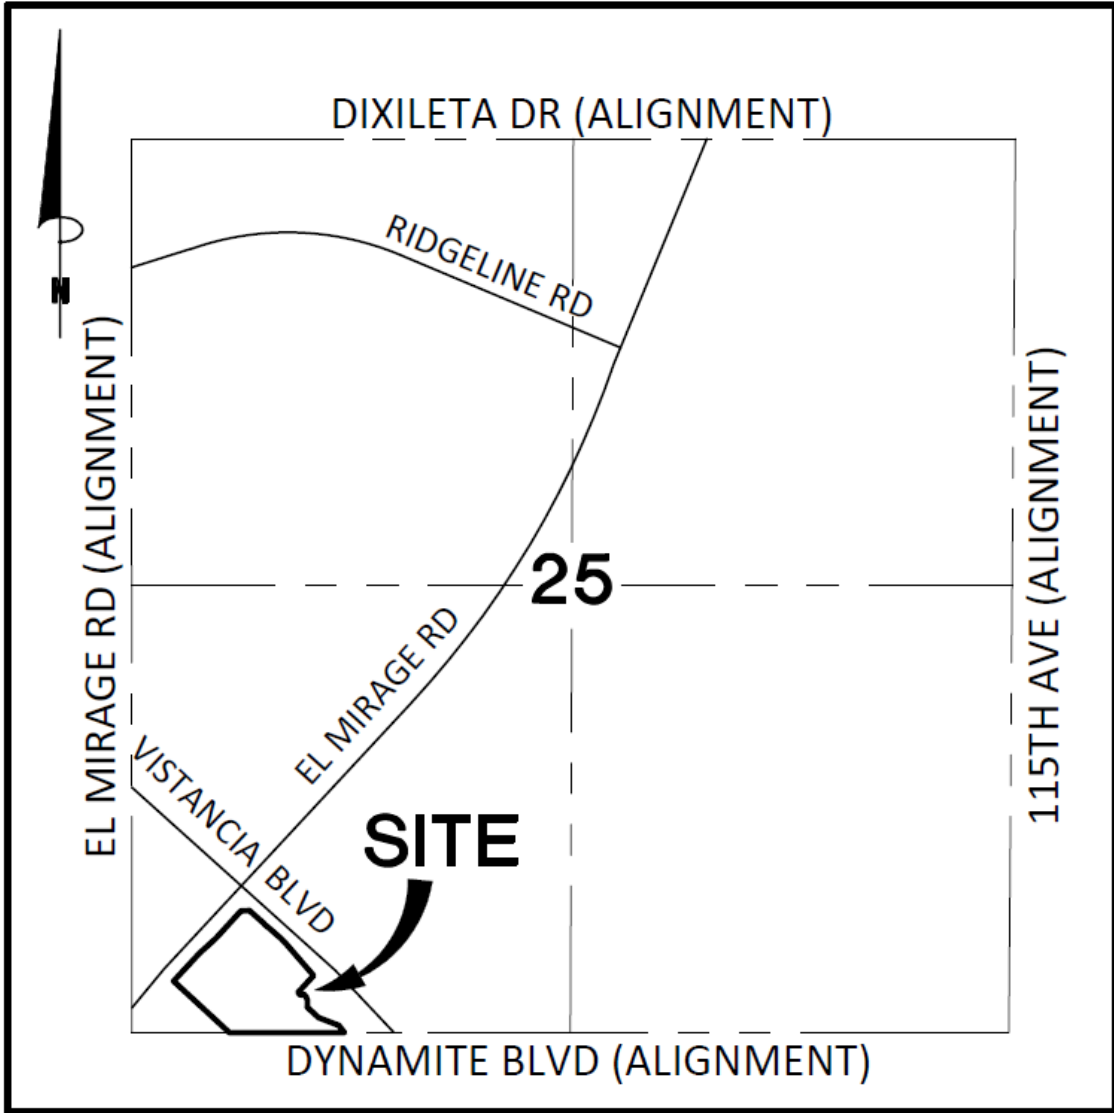 DIXILETA DR (ALIGNMENT)
RIDGELINE RD
N
EL MIRAGE RD (ALIGNMENT)
115TH AVE (ALIGNMENT)
25
EL MIRAGE RD
VISTANCIA BLVD
SITE
DYNAMITE BLVD (ALIGNMENT)